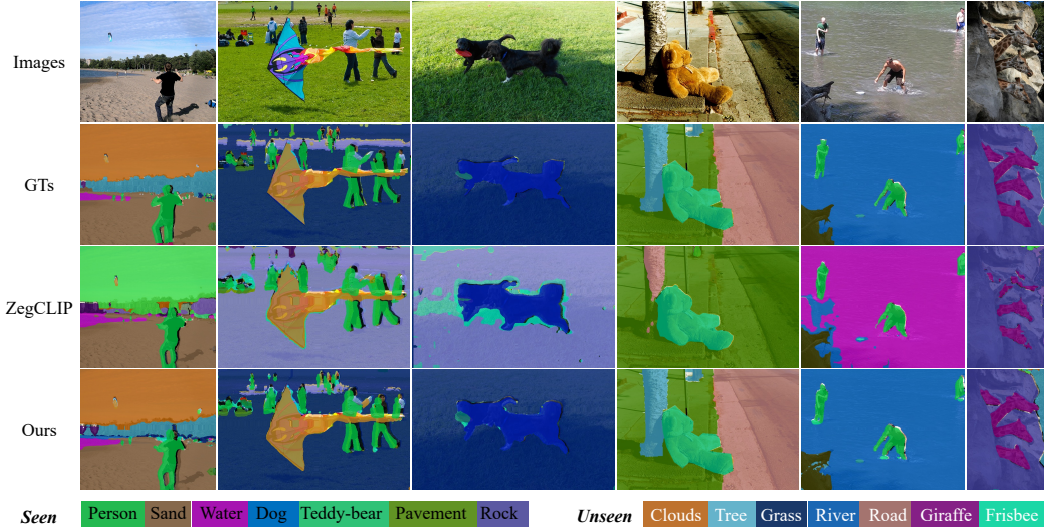 Images
GTs
ZegCLIP
Ours
Seen Person Sand Water Dog Teddy-bear Pavement Rock Unseen Clouds Tree Grass River Road Giraffe Frisbee